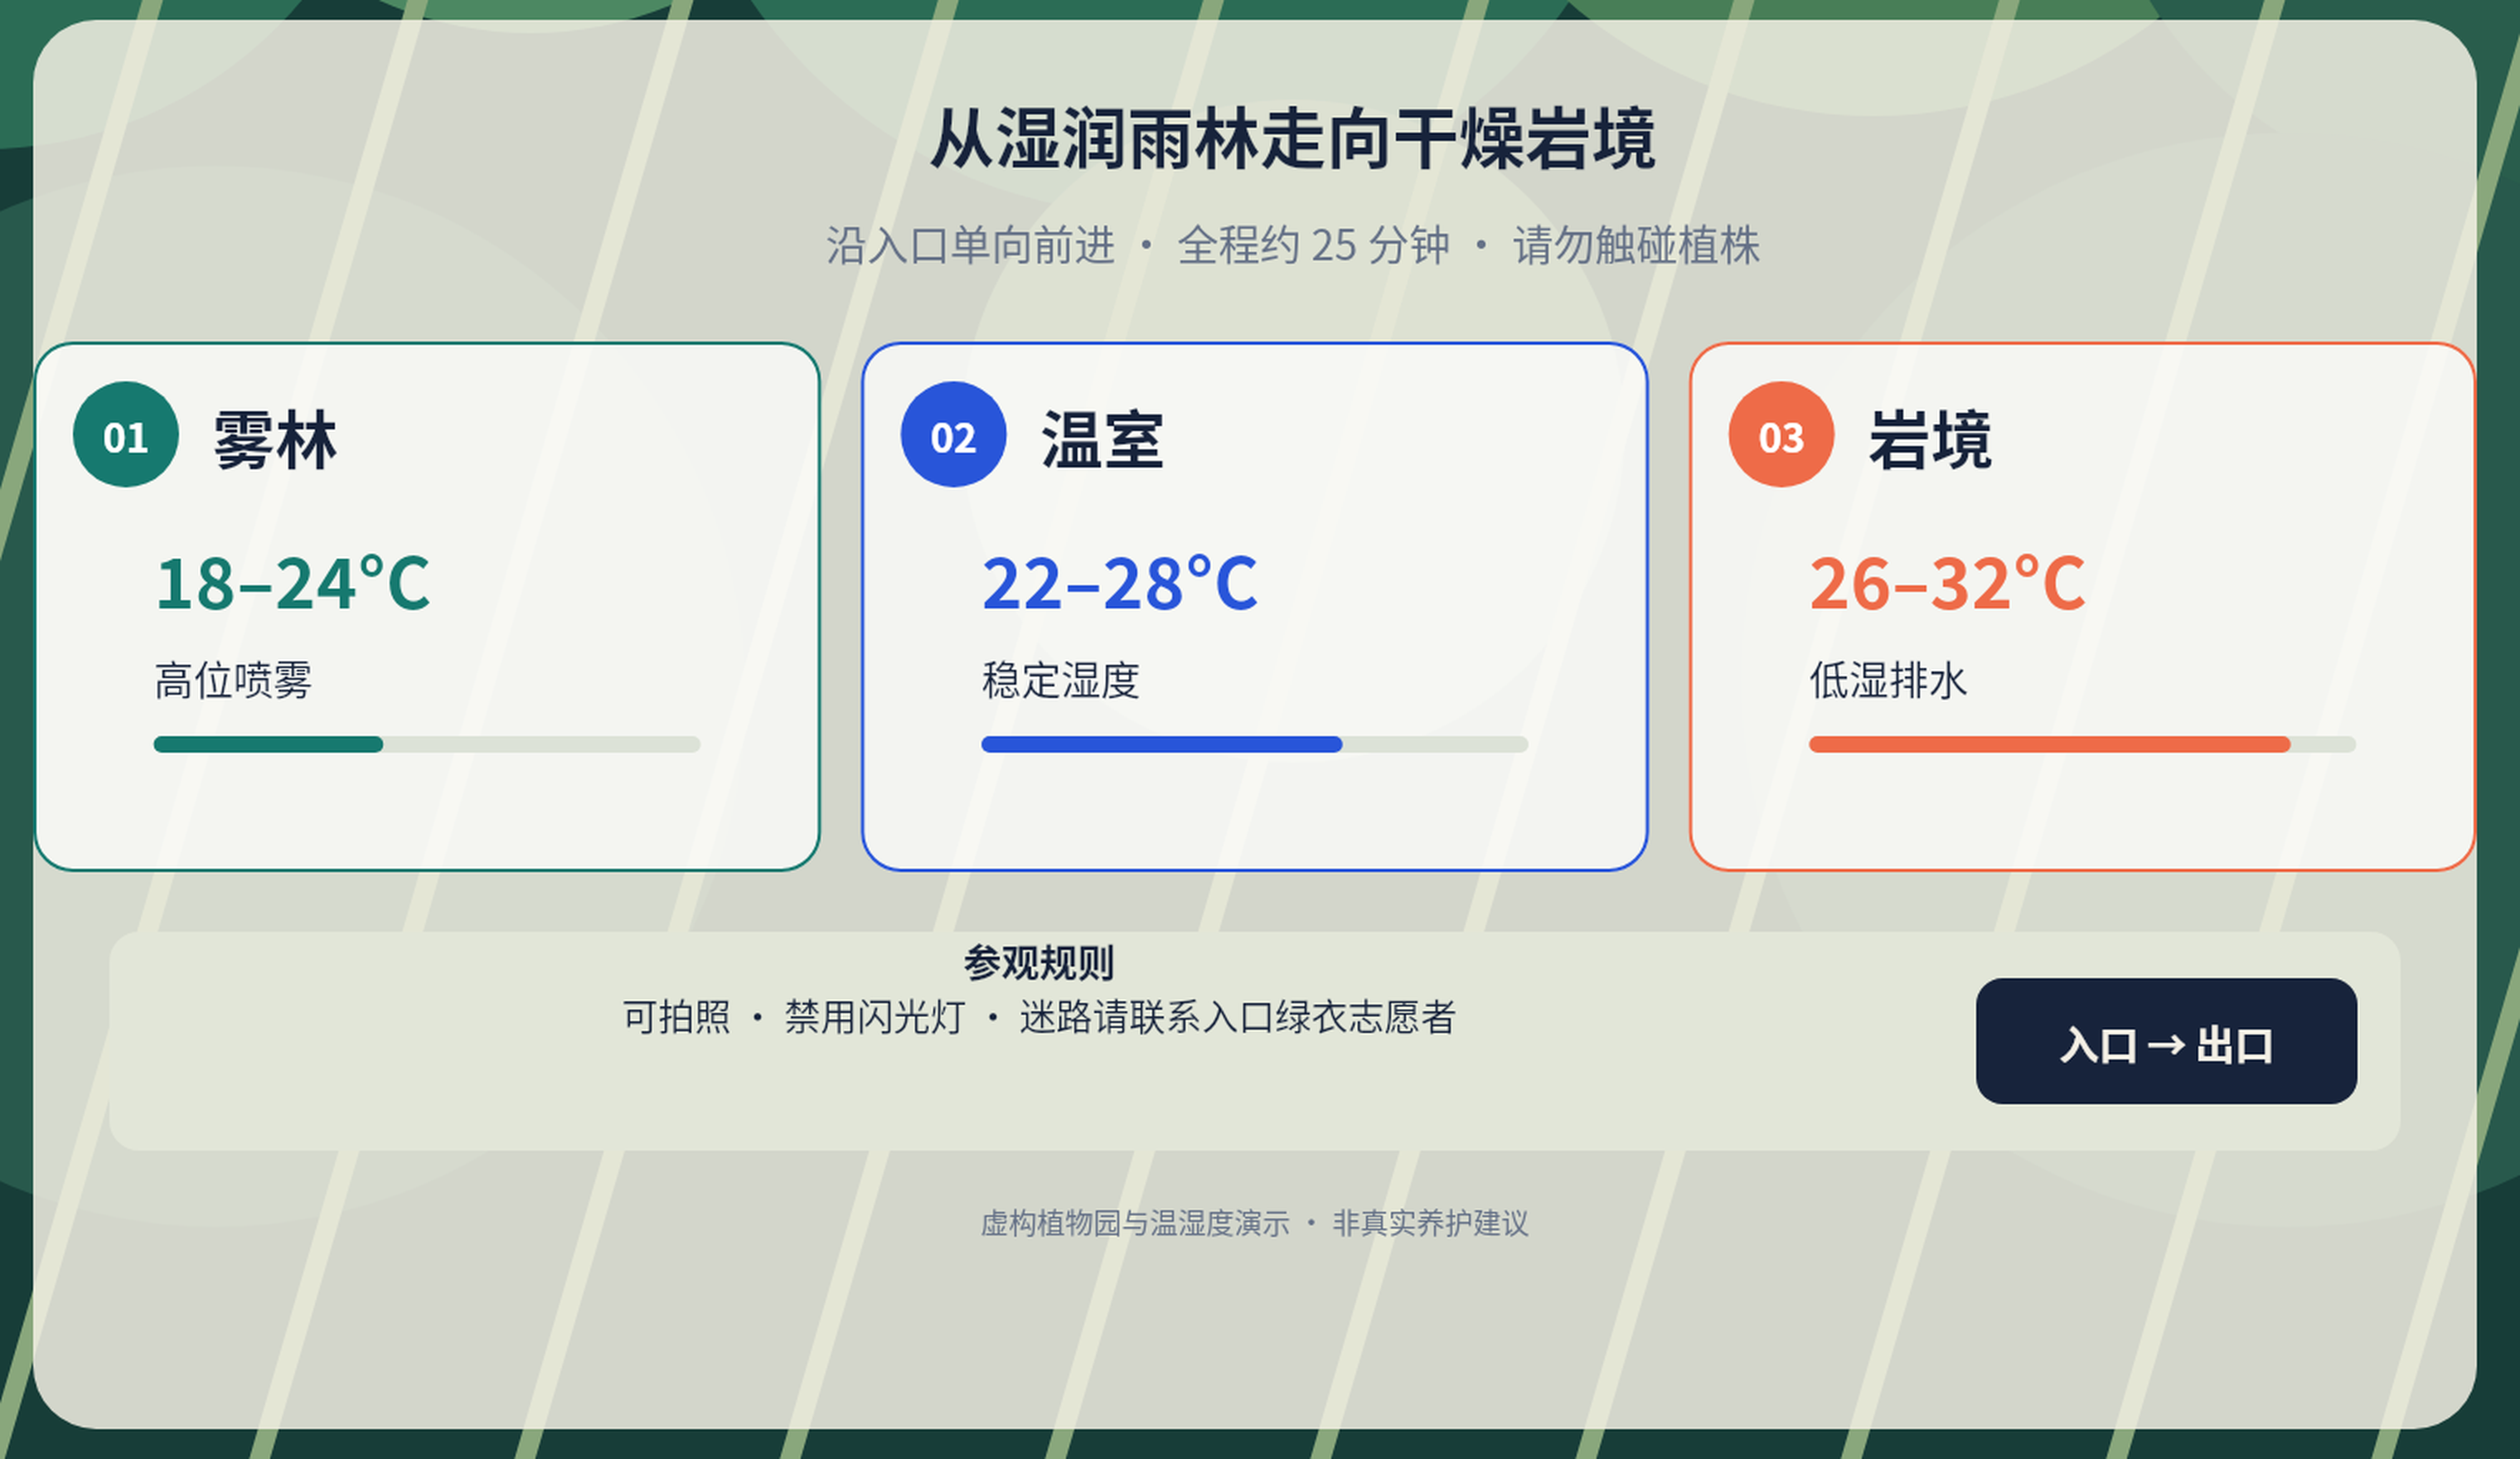 从湿润雨林走向干燥岩境
沿入口单向前进 • 全程约 25 分钟 • 请勿触碰植株
01 雾林
18–24°C
高位喷雾
02 温室
22–28°C
稳定湿度
03 岩境
26–32°C
低湿排水
参观规则
可拍照 • 禁用闪光灯 • 迷路请联系入口绿衣志愿者
入口 → 出口
虚构植物园与温湿度演示 • 非真实养护建议